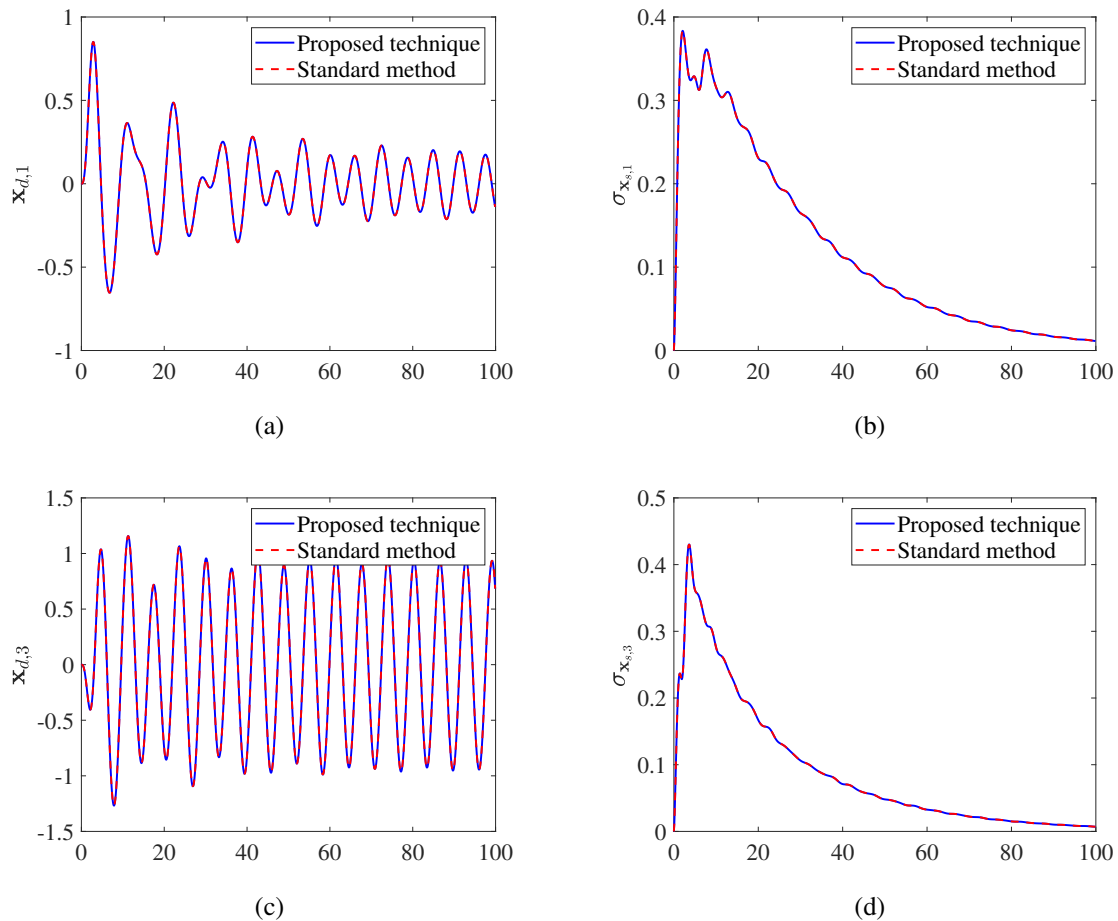 1
0.5
0
-0.5
-1
0 20 40 60 80 100
x_{d,1}
Proposed technique
Standard method
(a)
0.4
0.3
0.2
0.1
0
0 20 40 60 80 100
σ_{x_{s,1}}
Proposed technique
Standard method
(b)
1.5
1
0.5
0
-0.5
-1
-1.5
0 20 40 60 80 100
x_{d,3}
Proposed technique
Standard method
(c)
0.5
0.4
0.3
0.2
0.1
0
0 20 40 60 80 100
σ_{x_{s,3}}
Proposed technique
Standard method
(d)